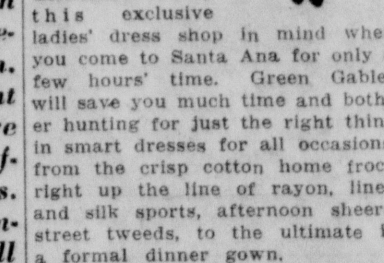 this exclusive
ladies' dress shop in mind whe
you come to Santa Ana for only
few hours' time. Green Gable
will save you much time and both
er hunting for just the right thin
in smart dresses for all occasion
from the crisp cotton home froc
right up the line of rayon, line
and silk sports, afternoon sheer
street tweeds, to the ultimate i
a formal dinner gown.